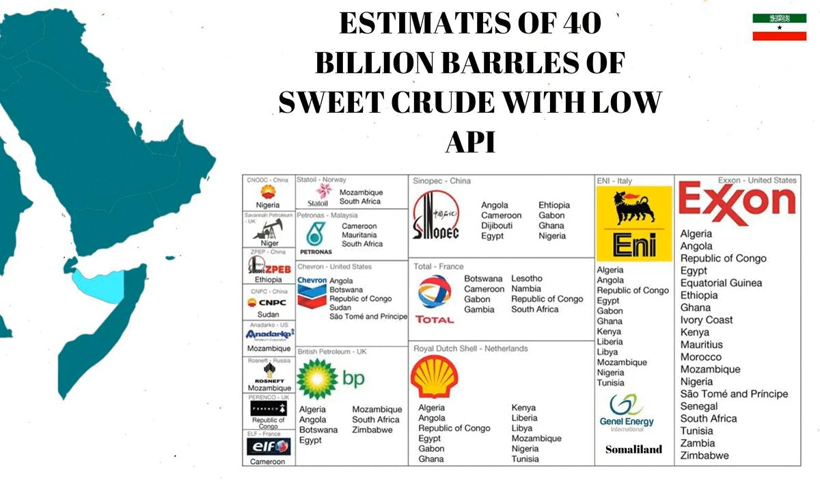 ESTIMATES OF 40
BILLION BARRLES OF
SWEET CRUDE WITH LOW
API
CNODC - China
Nigeria
Savannah Petroleum
- UK
Niger
ZPEP - China
ZPEB
Ethiopia
CNPC - China
CNPC
Sudan
Anadarko - US
Anadarko
Mozambique
Rosneft - Russia
ROSNEFT
Mozambique
PERENCO - UK
PERENCO
Republic of
Congo
ELF - France
elf
Cameroon
Statoil - Norway
Statoil
Mozambique
South Africa
Petronas - Malaysia
PETRONAS
Cameroon
Mauritania
South Africa
Chevron - United States
Chevron
Angola
Botswana
Republic of Congo
Sudan
São Tomé and Príncipe
British Petroleum - UK
bp
Algeria
Angola
Botswana
Egypt
Mozambique
South Africa
Zimbabwe
Sinopec - China
SINOPEC
Angola
Cameroon
Dijibouti
Egypt
Ehtiopia
Gabon
Ghana
Nigeria
Total - France
TOTAL
Botswana
Cameroon
Gabon
Gambia
Lesotho
Nambia
Republic of Congo
South Africa
Royal Dutch Shell - Netherlands
Algeria
Angola
Republic of Congo
Egypt
Gabon
Ghana
Kenya
Liberia
Libya
Mozambique
Nigeria
Tunisia
ENI - Italy
Eni
Algeria
Angola
Republic of Congo
Egypt
Gabon
Ghana
Kenya
Liberia
Libya
Mozambique
Nigeria
Tunisia
Genel Energy
International
Somaliland
Exxon - United States
Exxon
Algeria
Angola
Republic of Congo
Egypt
Equatorial Guinea
Ethiopia
Ghana
Ivory Coast
Kenya
Mauritius
Morocco
Mozambique
Nigeria
São Tomé and Príncipe
Senegal
South Africa
Tunisia
Zambia
Zimbabwe